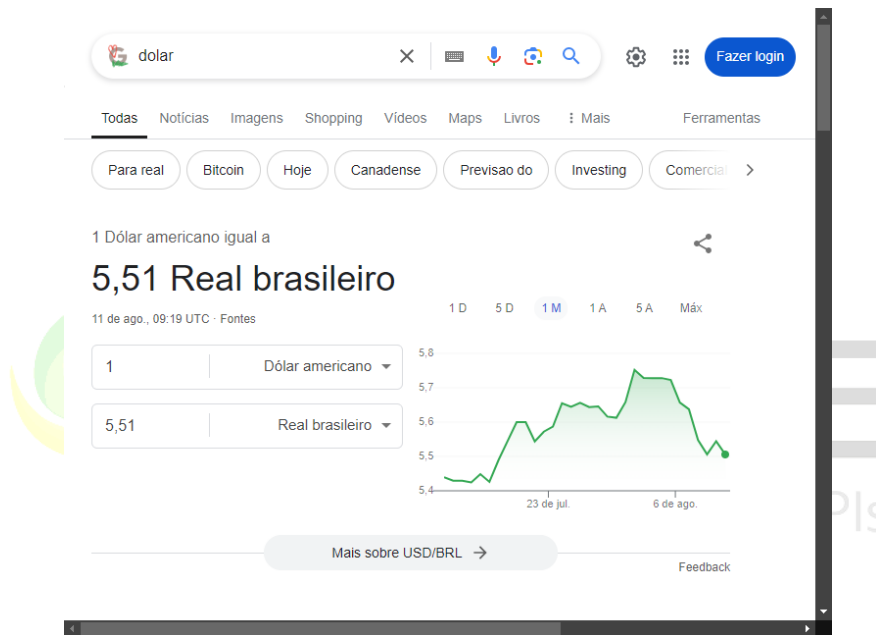 dolar
Fazer login
Todas Notícias Imagens Shopping Vídeos Maps Livros Mais Ferramentas
Para real Bitcoin Hoje Canadense Previsao do Investing Comercial
1 Dólar americano igual a
5,51 Real brasileiro
11 de ago., 09:19 UTC · Fontes
1 D 5 D 1 M 1 A 5 A Máx
1 Dólar americano
5,51 Real brasileiro
5,8
5,7
5,6
5,5
5,4
23 de jul. 6 de ago.
Mais sobre USD/BRL
Feedback